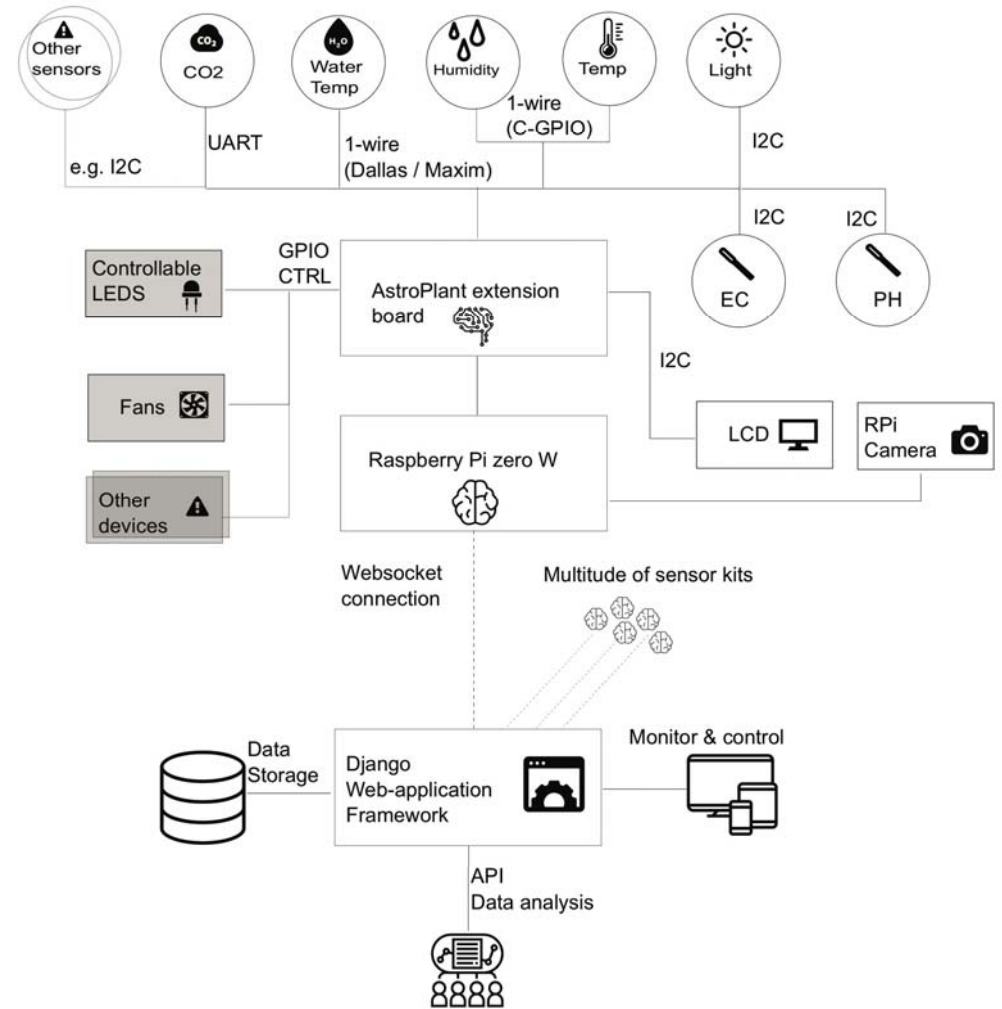 Other
sensors
CO2
CO2
H2O
Water
Temp
Humidity
Temp
Light
e.g. I2C
UART
1-wire
(Dallas / Maxim)
1-wire
(C-GPIO)
I2C
I2C
I2C
EC
PH
Controllable
LEDS
GPIO
CTRL
AstroPlant extension
board
I2C
Fans
Other
devices
Raspberry Pi zero W
LCD
RPi
Camera
Websocket
connection
Multitude of sensor kits
Data
Storage
Django
Web-application
Framework
Monitor & control
API
Data analysis